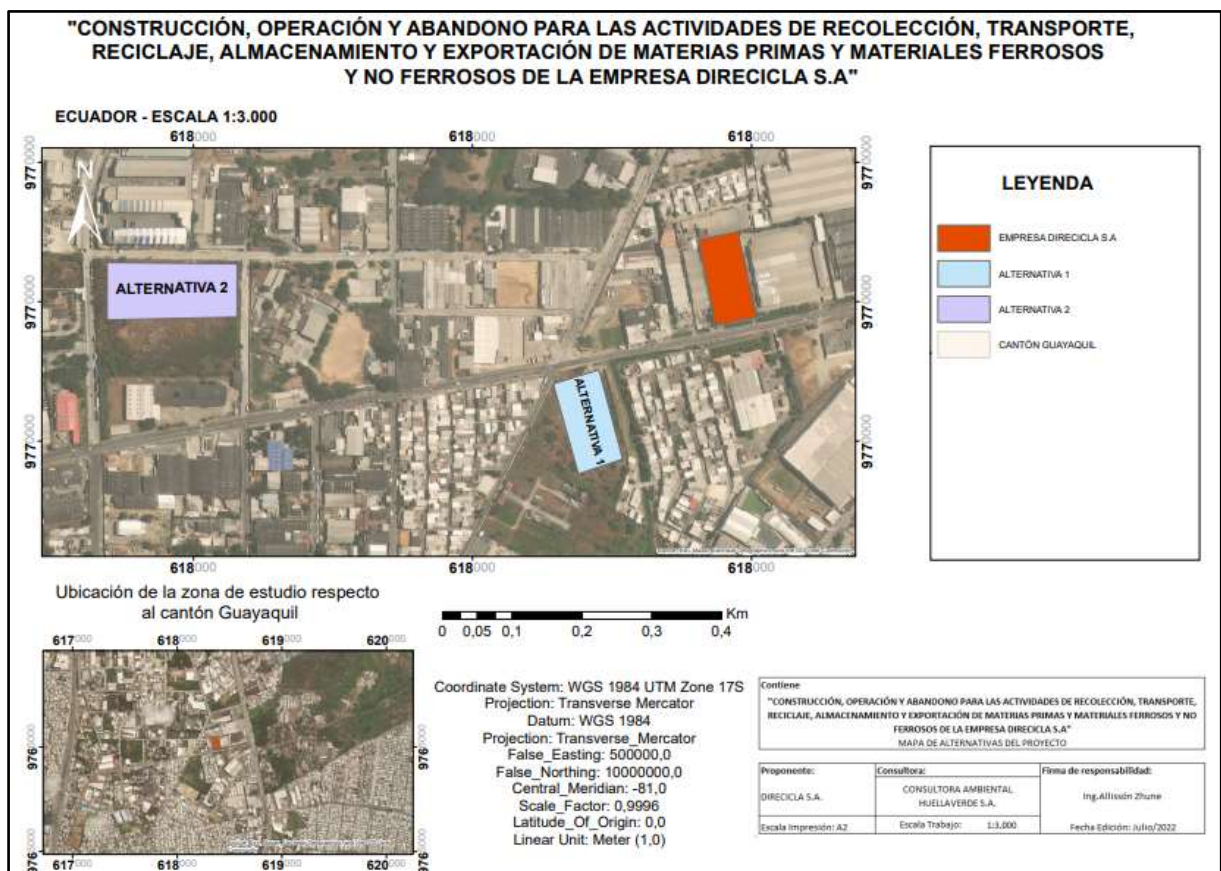 "CONSTRUCCIÓN, OPERACIÓN Y ABANDONO PARA LAS ACTIVIDADES DE RECOLECCIÓN, TRANSPORTE,
RECICLAJE, ALMACENAMIENTO Y EXPORTACIÓN DE MATERIAS PRIMAS Y MATERIALES FERROSOS
Y NO FERROSOS DE LA EMPRESA DIRECICLA S.A"
ECUADOR - ESCALA 1:3.000
618000 618000 618000
9770000 9770000
N
ALTERNATIVA 2
9770000 9770000
ALTERNATIVA 1
9770000 9770000
618000 618000 618000
LEYENDA
EMPRESA DIRECICLA S.A
ALTERNATIVA 1
ALTERNATIVA 2
CANTÓN GUAYAQUIL
Ubicación de la zona de estudio respecto
al cantón Guayaquil
617000 618000 619000 620000
617000 618000 619000 620000
Km
0 0,05 0,1 0,2 0,3 0,4
Coordinate System: WGS 1984 UTM Zone 17S
Projection: Transverse Mercator
Datum: WGS 1984
Projection: Transverse_Mercator
False_Easting: 500000,0
False_Northing: 10000000,0
Central_Meridian: -81,0
Scale_Factor: 0,9996
Latitude_Of_Origin: 0,0
Linear Unit: Meter (1,0)
Contiene
"CONSTRUCCIÓN, OPERACIÓN Y ABANDONO PARA LAS ACTIVIDADES DE RECOLECCIÓN, TRANSPORTE,
RECICLAJE, ALMACENAMIENTO Y EXPORTACIÓN DE MATERIAS PRIMAS Y MATERIALES FERROSOS Y NO
FERROSOS DE LA EMPRESA DIRECICLA S.A"
MAPA DE ALTERNATIVAS DEL PROYECTO
Proponente:
DIRECICLA S.A.
Consultora:
CONSULTORA AMBIENTAL
HUELLAVERDE S.A.
Firma de responsabilidad:
Ing.Allissón Zhune
Escala Impresión: A2
Escala Trabajo: 1:3.000
Fecha Edición: Julio/2022